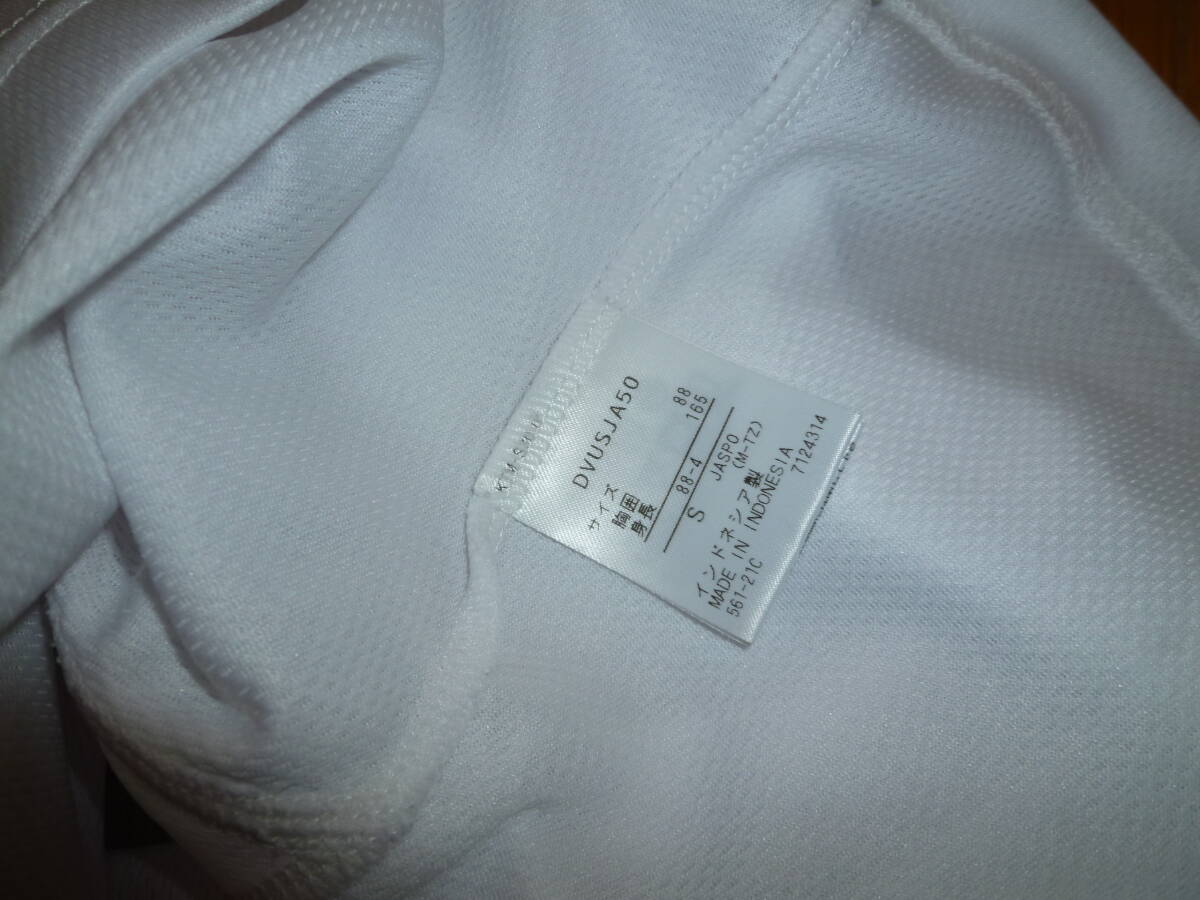 DVUSJA50
サイズ
胸囲 88
身長 165
88-4
S JASPO
(M-TZ)
インドネシア製
MADE IN INDONESIA
561-21C 7124314